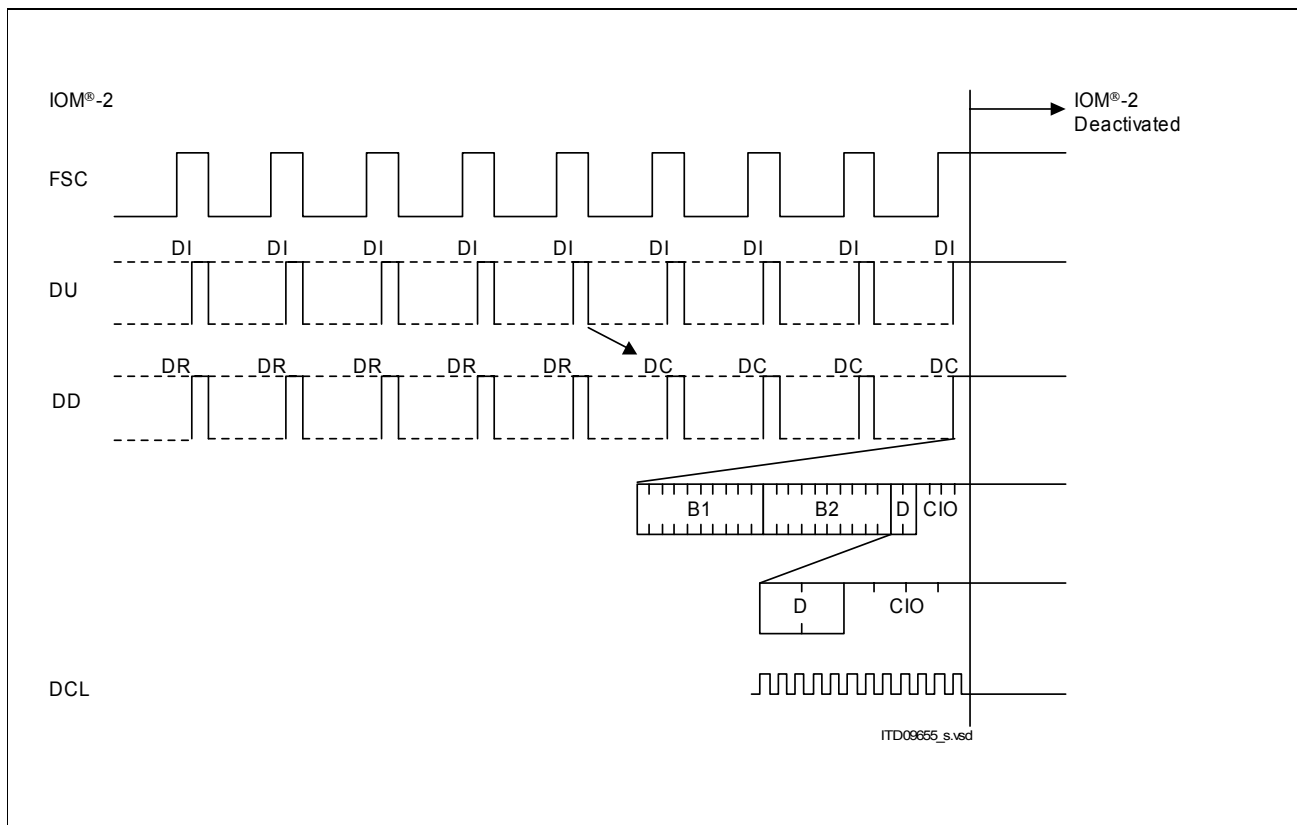 IOM®-2
IOM®-2
Deactivated
FSC
DI DI DI DI DI DI DI DI DI
DU
DR DR DR DR DR DC DC DC DC
DD
B1 B2 D CIO
D CIO
DCL
ITD09655_s.vsd